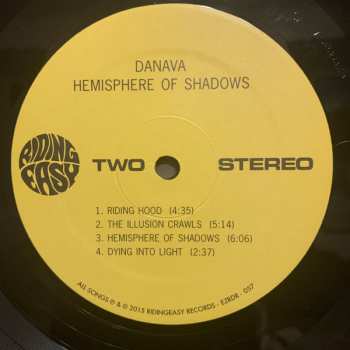 DANAVA
HEMISPHERE OF SHADOWS
RIDING
EASY
TWO
STEREO
1. RIDING HOOD (4:35)
2. THE ILLUSION CRAWLS (5:14)
3. HEMISPHERE OF SHADOWS (6:06)
4. DYING INTO LIGHT (2:37)
ALL SONGS ℗ & © 2015 RIDINGEASY RECORDS - EZRDR - 057